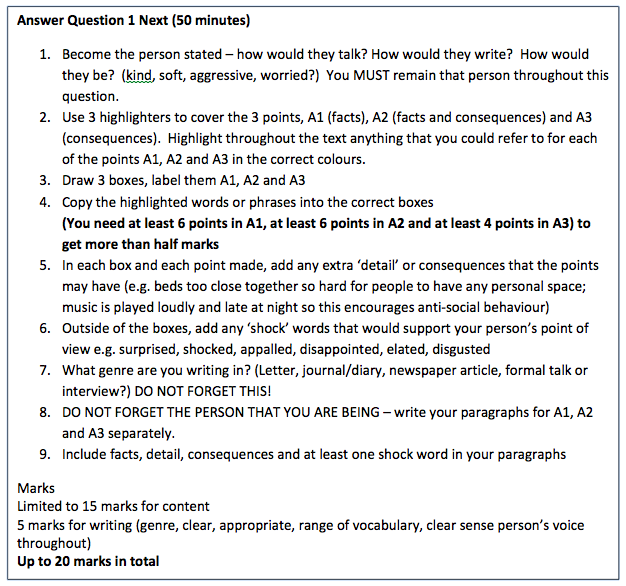 Answer Question 1 Next (50 minutes)
1. Become the person stated – how would they talk? How would they write? How would
they be? (kind, soft, aggressive, worried?) You MUST remain that person throughout this
question.
2. Use 3 highlighters to cover the 3 points, A1 (facts), A2 (facts and consequences) and A3
(consequences). Highlight throughout the text anything that you could refer to for each
of the points A1, A2 and A3 in the correct colours.
3. Draw 3 boxes, label them A1, A2 and A3
4. Copy the highlighted words or phrases into the correct boxes
(You need at least 6 points in A1, at least 6 points in A2 and at least 4 points in A3) to
get more than half marks
5. In each box and each point made, add any extra ‘detail’ or consequences that the points
may have (e.g. beds too close together so hard for people to have any personal space;
music is played loudly and late at night so this encourages anti-social behaviour)
6. Outside of the boxes, add any ‘shock’ words that would support your person’s point of
view e.g. surprised, shocked, appalled, disappointed, elated, disgusted
7. What genre are you writing in? (Letter, journal/diary, newspaper article, formal talk or
interview?) DO NOT FORGET THIS!
8. DO NOT FORGET THE PERSON THAT YOU ARE BEING – write your paragraphs for A1, A2
and A3 separately.
9. Include facts, detail, consequences and at least one shock word in your paragraphs
Marks
Limited to 15 marks for content
5 marks for writing (genre, clear, appropriate, range of vocabulary, clear sense person’s voice
throughout)
Up to 20 marks in total